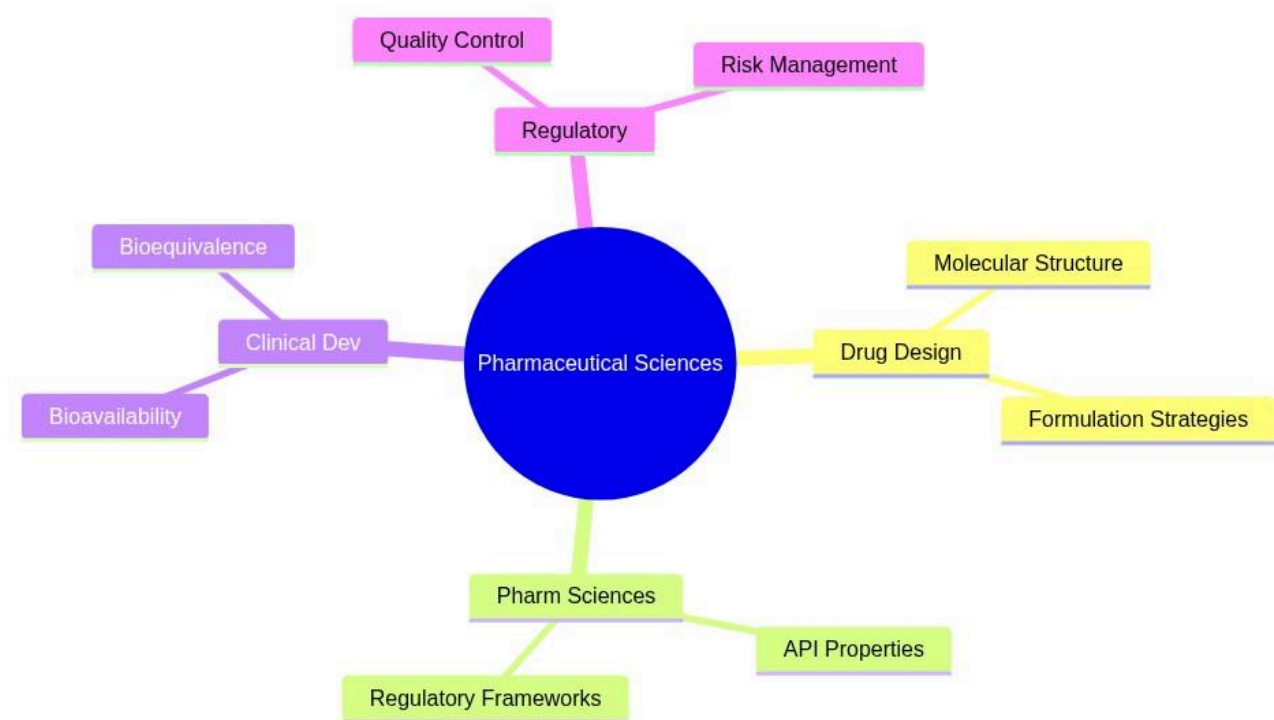 Quality Control
Risk Management
Regulatory
Bioequivalence
Molecular Structure
Clinical Dev
Drug Design
Pharmaceutical Sciences
Bioavailability
Formulation Strategies
Pharm Sciences
API Properties
Regulatory Frameworks